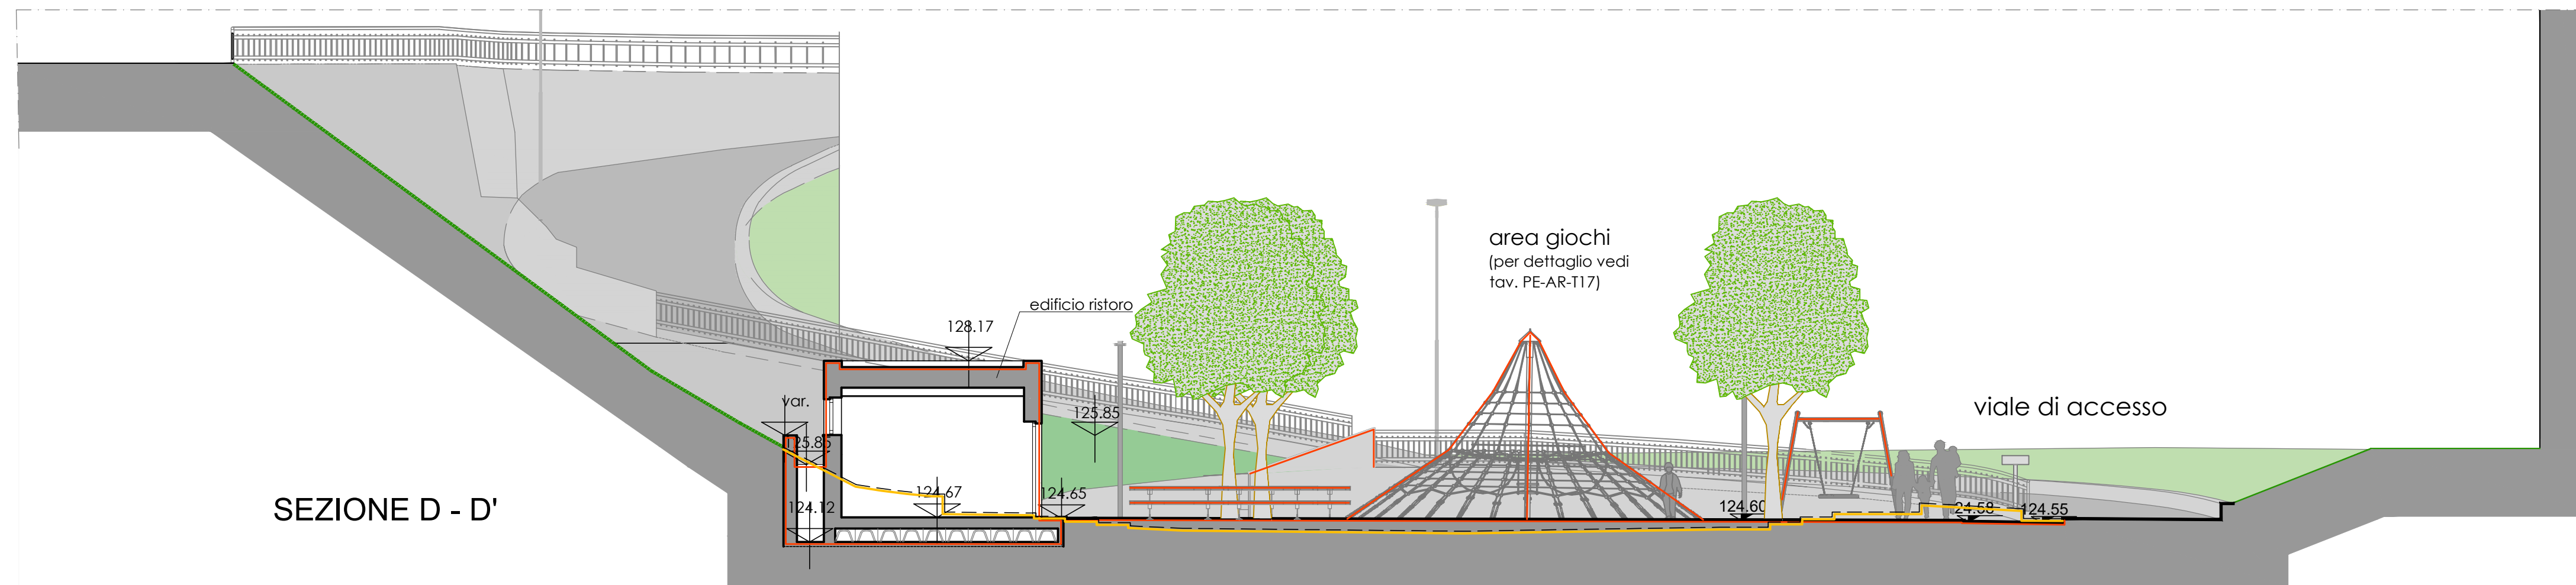 area giochi
(per dettaglio vedi
tav. PE-AR-T17)
edificio ristoro
128.17
var.
125.85
125.85
viale di accesso
124.67
124.65
124.12
124.60
24.58
124.55
SEZIONE D - D'